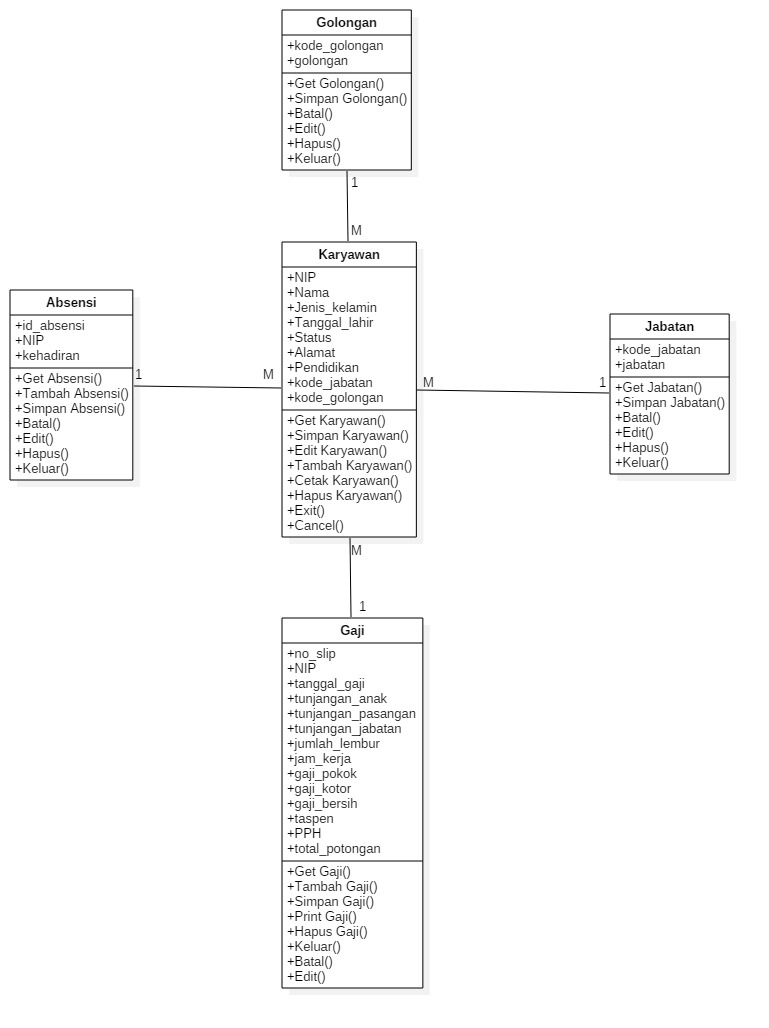 Golongan
+kode_golongan
+golongan
+Get Golongan()
+Simpan Golongan()
+Batal()
+Edit()
+Hapus()
+Keluar()
1
M
Karyawan
+NIP
+Nama
+Jenis_kelamin
+Tanggal_lahir
+Status
+Alamat
+Pendidikan
+kode_jabatan
+kode_golongan
+Get Karyawan()
+Simpan Karyawan()
+Edit Karyawan()
+Tambah Karyawan()
+Cetak Karyawan()
+Hapus Karyawan()
+Exit()
+Cancel()
Absensi
+id_absensi
+NIP
+kehadiran
+Get Absensi()
+Tambah Absensi()
+Simpan Absensi()
+Batal()
+Edit()
+Hapus()
+Keluar()
1
M
M
1
Jabatan
+kode_jabatan
+jabatan
+Get Jabatan()
+Simpan Jabatan()
+Batal()
+Edit()
+Hapus()
+Keluar()
M
1
Gaji
+no_slip
+NIP
+tanggal_gaji
+tunjangan_anak
+tunjangan_pasangan
+tunjangan_jabatan
+jumlah_lembur
+jam_kerja
+gaji_pokok
+gaji_kotor
+gaji_bersih
+taspen
+PPH
+total_potongan
+Get Gaji()
+Tambah Gaji()
+Simpan Gaji()
+Print Gaji()
+Hapus Gaji()
+Keluar()
+Batal()
+Edit()